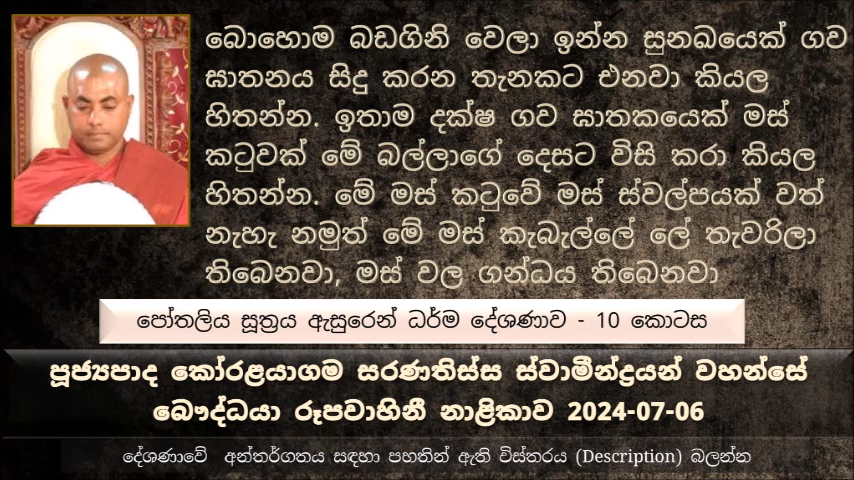 බොහොම බඩගිනි වෙලා ඉන්න සුනඛයෙක් ගව
ඝාතනය සිදු කරන තැනකට එනවා කියල
හිතන්න. ඉතාම දක්ෂ ගව ඝාතකයෙක් මස්
කටුවක් මේ බල්ලාගේ දෙසට විසි කරා කියල
හිතන්න. මේ මස් කටුවේ මස් ස්වල්පයක් වත්
නැහැ නමුත් මේ මස් කැබැල්ලේ ලේ තැවරිලා
තිබෙනවා, මස් වල ගන්ධය තිබෙනවා
පෝතලිය සූත්‍රය ඇසුරෙන් ධර්ම දේශණාව - 10 කොටස
පූජ්‍යපාද කෝරළයාගම සරණතිස්ස ස්වාමීන්ද්‍රයන් වහන්සේ
බෞද්ධයා රූපවාහිනී නාළිකාව 2024-07-06
දේශණාවේ අන්තර්ගතය සඳහා පහතින් ඇති විස්තරය (Description) බලන්න